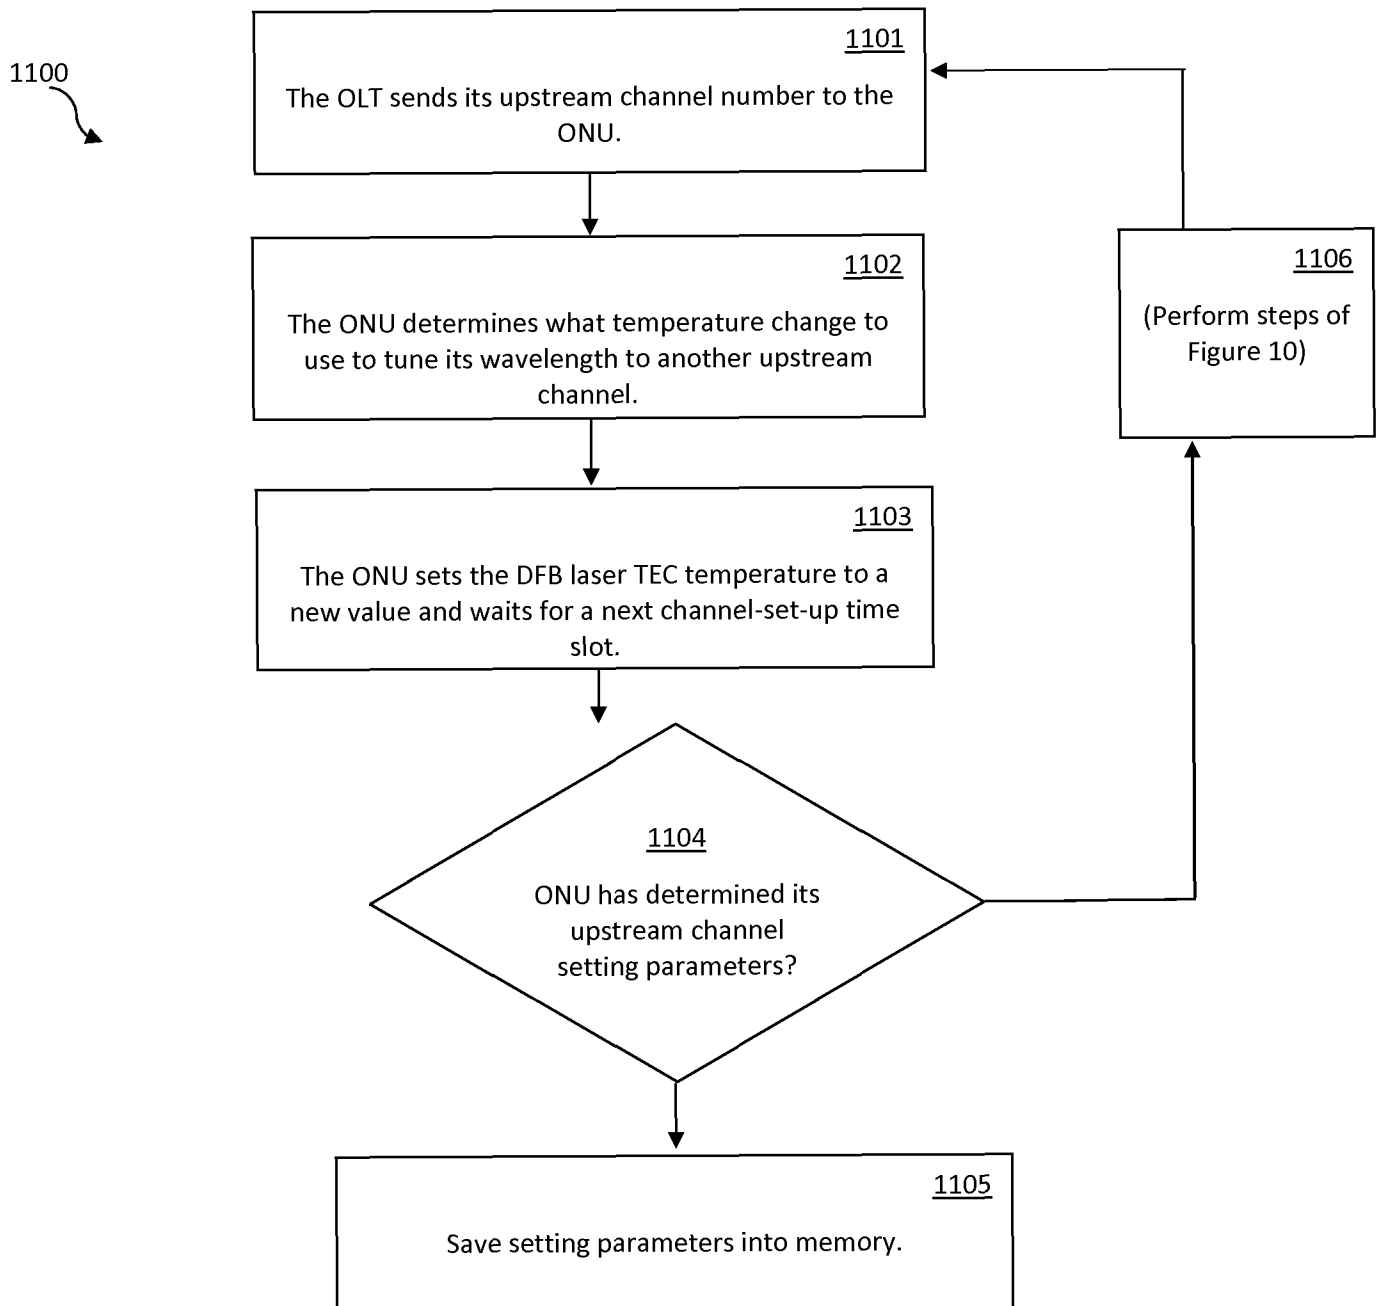 1100
1101
The OLT sends its upstream channel number to the
ONU.
1102
The ONU determines what temperature change to
use to tune its wavelength to another upstream
channel.
1106
(Perform steps of
Figure 10)
1103
The ONU sets the DFB laser TEC temperature to a
new value and waits for a next channel-set-up time
slot.
1104
ONU has determined its
upstream channel
setting parameters?
1105
Save setting parameters into memory.